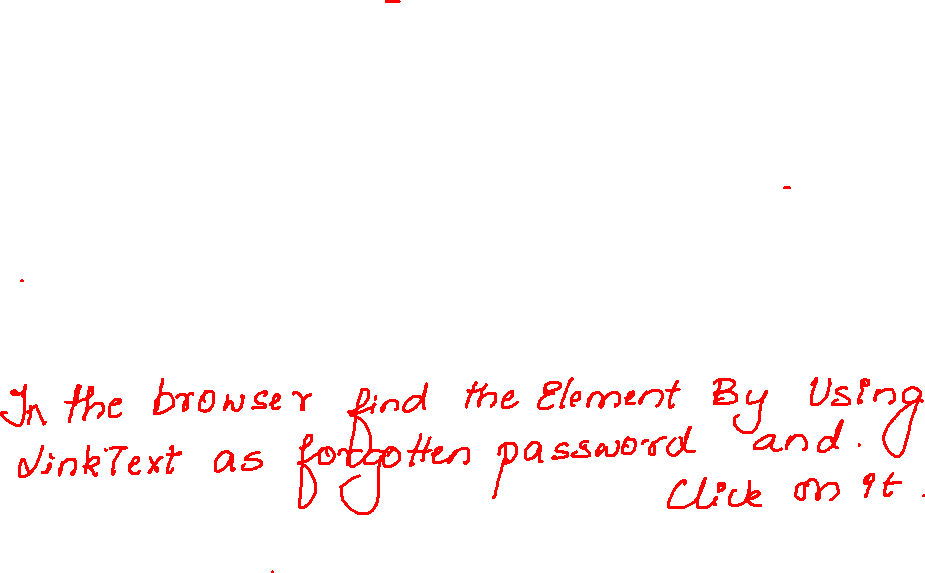 In the browser find the Element By Using
LinkText as forgotten password and.
Click on it.